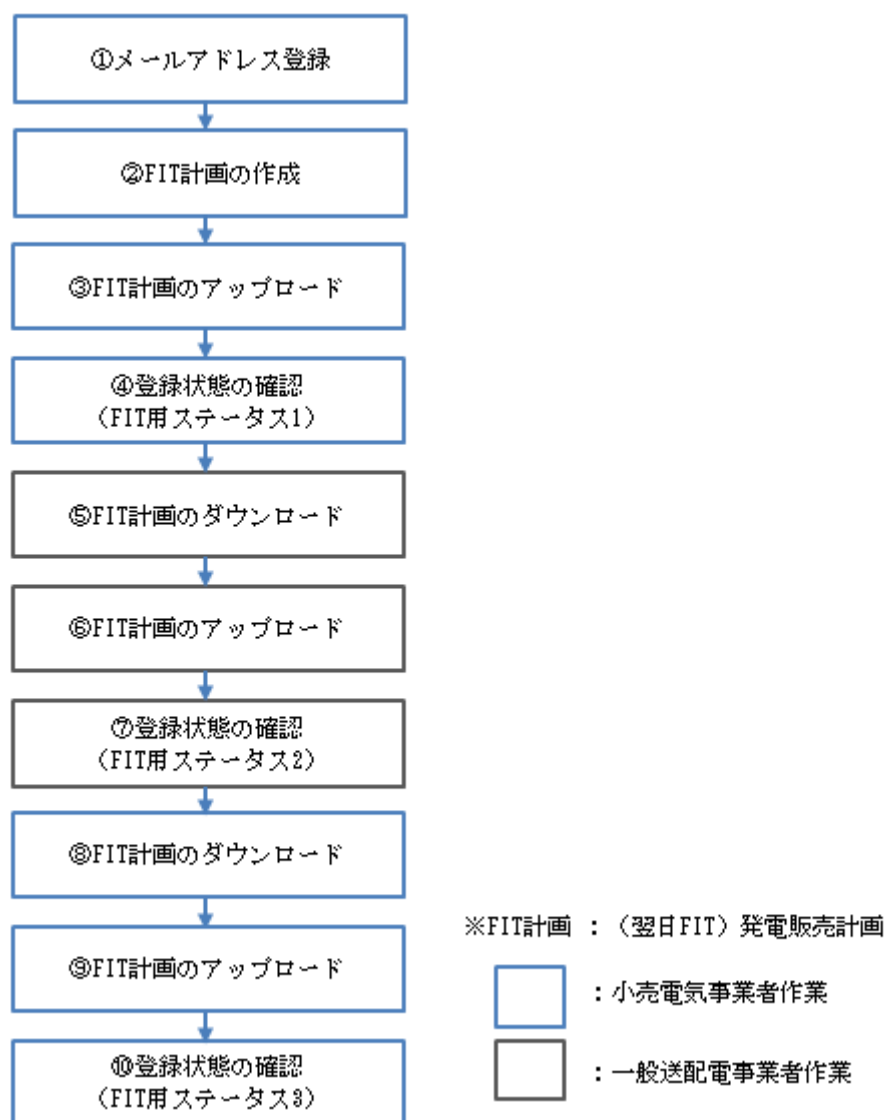 ①メールアドレス登録
②FIT計画の作成
③FIT計画のアップロード
④登録状態の確認
（FIT用ステータス1）
⑤FIT計画のダウンロード
⑥FIT計画のアップロード
⑦登録状態の確認
（FIT用ステータス2）
⑧FIT計画のダウンロード
⑨FIT計画のアップロード
⑩登録状態の確認
（FIT用ステータス3）
※FIT計画 ：（翌日FIT）発電販売計画
：小売電気事業者作業
：一般送配電事業者作業